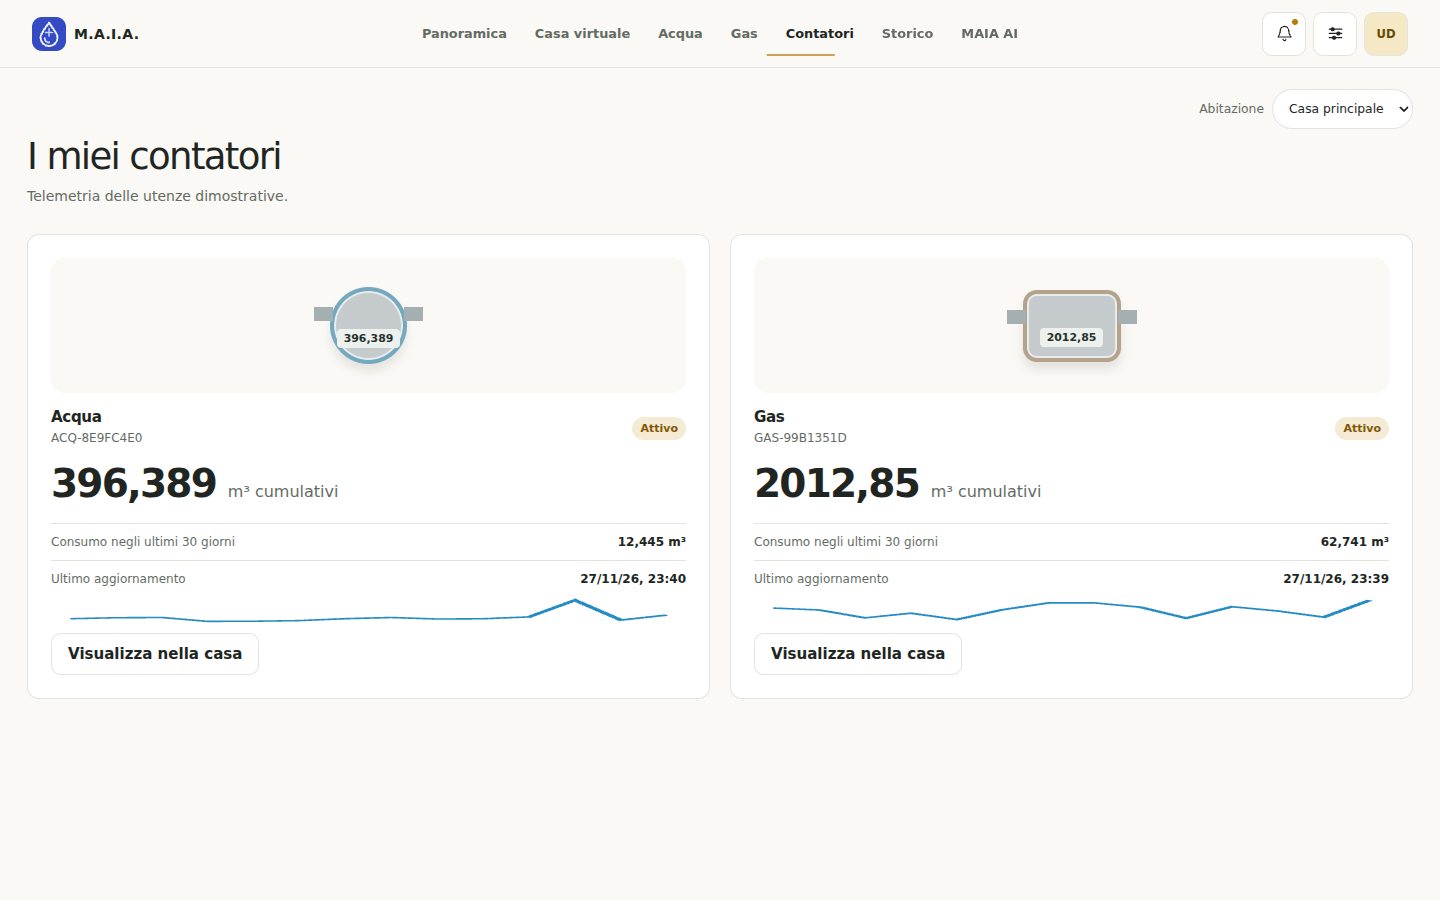 M.A.I.A.
Panoramica Casa virtuale Acqua Gas Contatori Storico MAIA AI
UD
Abitazione Casa principale
I miei contatori
Telemetria delle utenze dimostrative.
396,389
Acqua
ACQ-8E9FC4E0
Attivo
396,389 m³ cumulativi
Consumo negli ultimi 30 giorni 12,445 m³
Ultimo aggiornamento 27/11/26, 23:40
Visualizza nella casa
2012,85
Gas
GAS-99B1351D
Attivo
2012,85 m³ cumulativi
Consumo negli ultimi 30 giorni 62,741 m³
Ultimo aggiornamento 27/11/26, 23:39
Visualizza nella casa